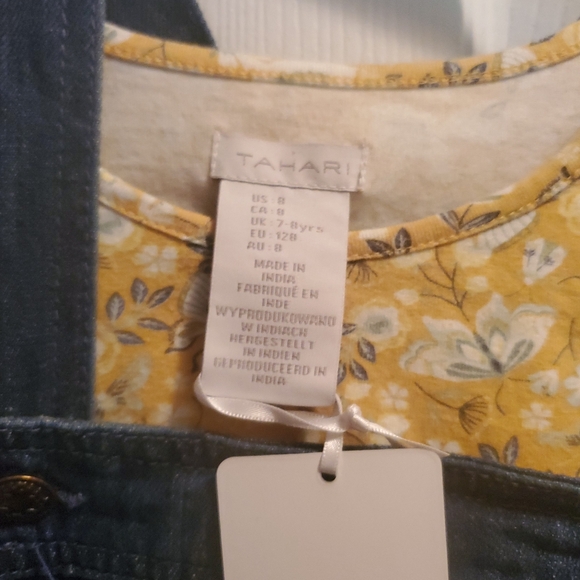 TAHARI
US: 8
CA: 8
UK: 7-8yrs
EU: 128
AU: 8
MADE IN
INDIA
FABRIQUÉ EN
INDE
WYPRODUKOWANO
W INDIACH
HERGESTELLT
IN INDIEN
GEPRODUCEERD IN
INDIA